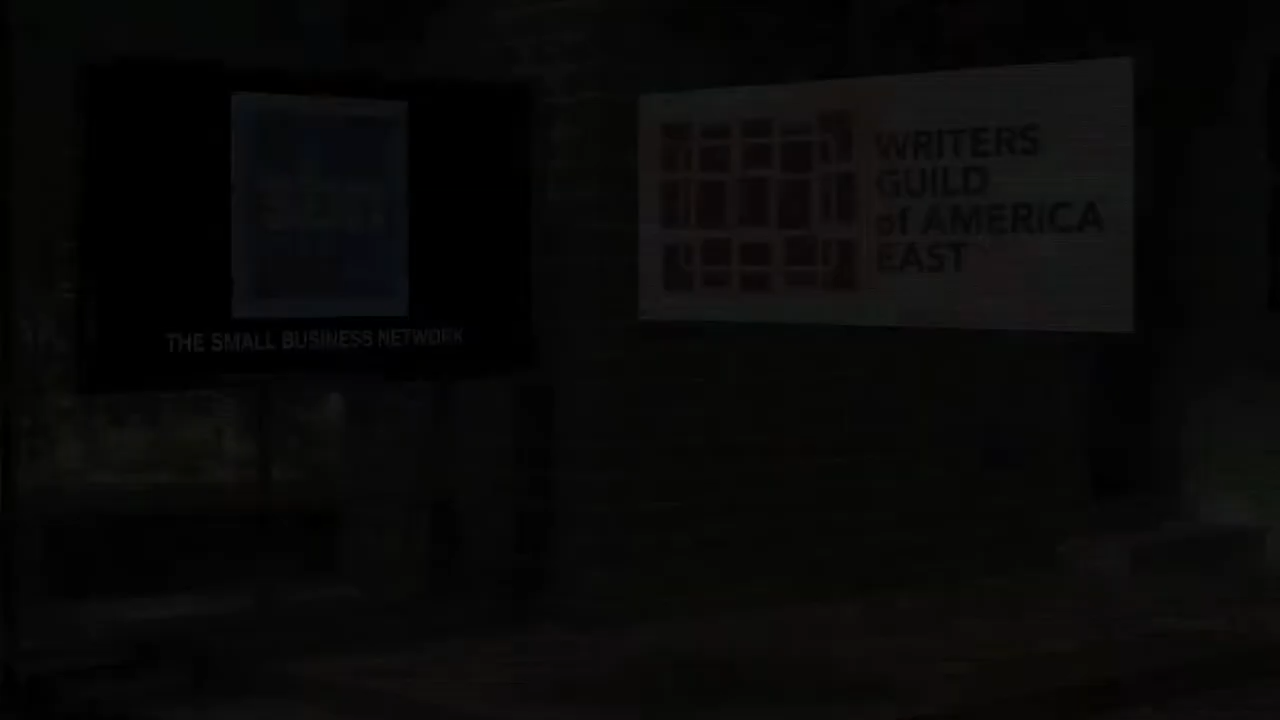 THE SMALL BUSINESS NETWORK
WRITERS
GUILD
of AMERICA
EAST